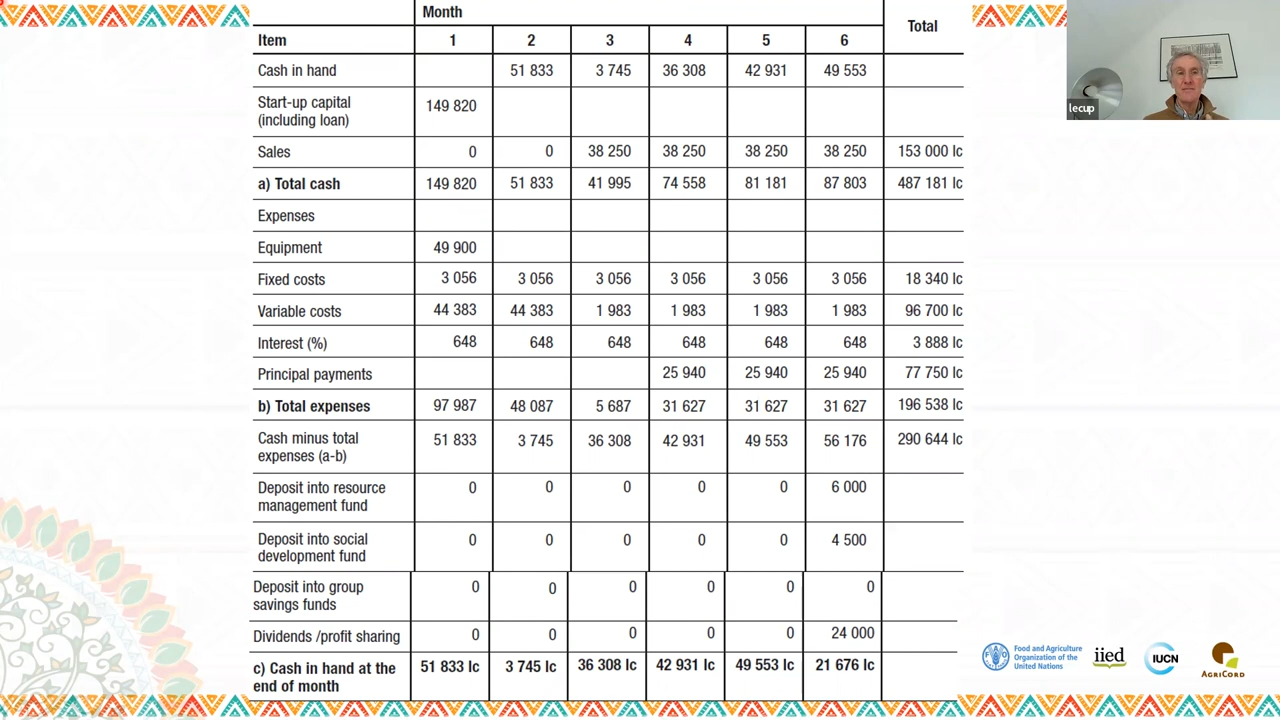 Month
Total
Item 1 2 3 4 5 6
Cash in hand 51 833 3 745 36 308 42 931 49 553
Start-up capital
(including loan) 149 820
Sales 0 0 38 250 38 250 38 250 38 250 153 000 lc
a) Total cash 149 820 51 833 41 995 74 558 81 181 87 803 487 181 lc
Expenses
Equipment 49 900
Fixed costs 3 056 3 056 3 056 3 056 3 056 3 056 18 340 lc
Variable costs 44 383 44 383 1 983 1 983 1 983 1 983 96 700 lc
Interest (%) 648 648 648 648 648 648 3 888 lc
Principal payments 25 940 25 940 25 940 77 750 lc
b) Total expenses 97 987 48 087 5 687 31 627 31 627 31 627 196 538 lc
Cash minus total
expenses (a-b) 51 833 3 745 36 308 42 931 49 553 56 176 290 644 lc
Deposit into resource
management fund 0 0 0 0 0 6 000
Deposit into social
development fund 0 0 0 0 0 4 500
Deposit into group
savings funds 0 0 0 0 0 0
Dividends /profit sharing 0 0 0 0 0 24 000
c) Cash in hand at the
end of month 51 833 lc 3 745 lc 36 308 lc 42 931 lc 49 553 lc 21 676 lc
lecup
Food and Agriculture
Organization of the
United Nations
iied
IUCN
AGRICORD